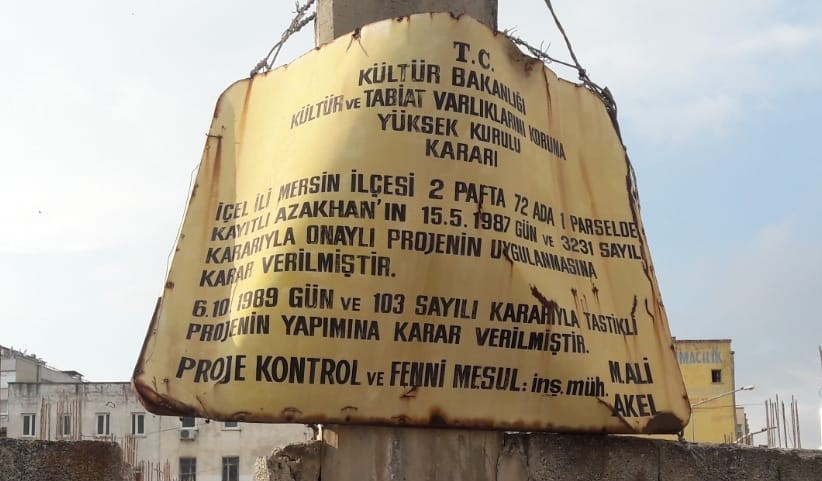 T.C.
KÜLTÜR BAKANLIĞI
KÜLTÜR VE TABİAT VARLIKLARINI KORUNA
YÜKSEK KURULU
KARARI
İÇEL İLİ MERSİN İLÇESİ 2 PAFTA 72 ADA 1 PARSELDE
KAYITLI AZAKHAN'IN 15.5.1987 GÜN VE 3231 SAYILI
KARARIYLA ONAYLI PROJENİN UYGULANMASINA
KARAR VERİLMİŞTİR.
6.10.1989 GÜN VE 103 SAYILI KARARIYLA TASTİKLİ
PROJENİN YAPIMINA KARAR VERİLMİŞTİR.
PROJE KONTROL VE FENNİ MESUL: inş. müh. M.ALİ
AKEL
MACILIK